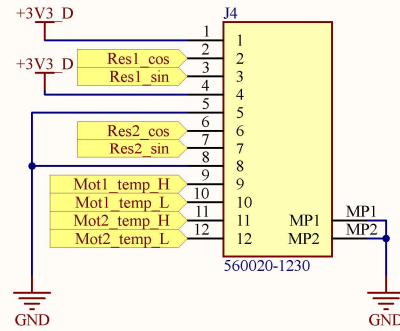 J4
+3V3_D
1 1
Res1_cos 2 2
Res1_sin 3 3
+3V3_D
4 4
5 5
Res2_cos 6 6
Res2_sin 7 7
8 8
Mot1_temp_H 9 9
Mot1_temp_L 10 10
Mot2_temp_H 11 11 MP1 MP1
Mot2_temp_L 12 12 MP2 MP2
560020-1230
GND GND